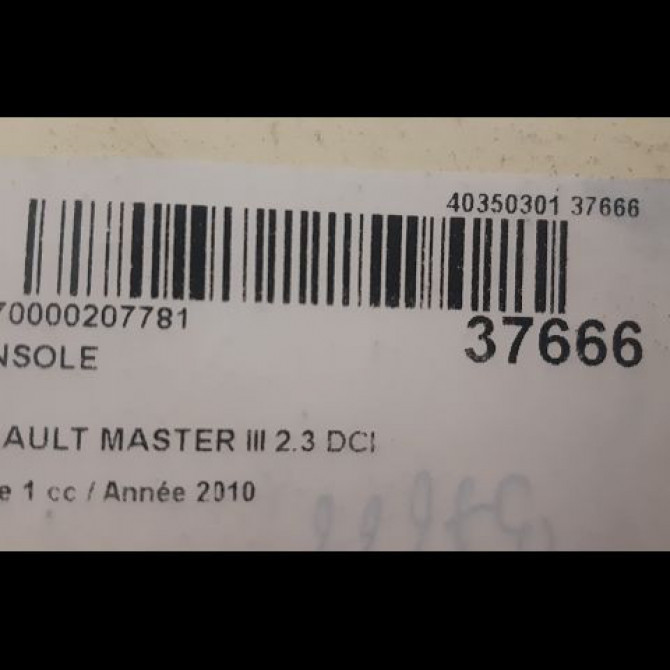 40350301 37666
70000207781
37666
NSOLE
AULT MASTER III 2.3 DCI
e 1 cc / Année 2010